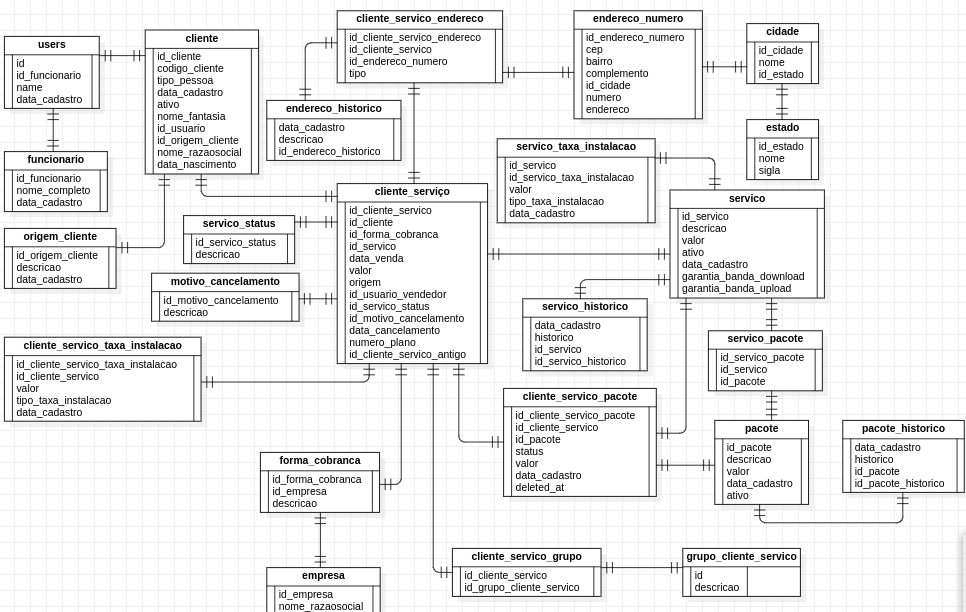 users
id
id_funcionario
name
data_cadastro
cliente
id_cliente
codigo_cliente
tipo_pessoa
data_cadastro
ativo
nome_fantasia
id_usuario
id_origem_cliente
nome_razaosocial
data_nascimento
cliente_servico_endereco
id_cliente_servico_endereco
id_cliente_servico
id_endereco_numero
tipo
endereco_numero
id_endereco_numero
cep
bairro
complemento
id_cidade
numero
endereco
cidade
id_cidade
nome
id_estado
endereco_historico
data_cadastro
descricao
id_endereco_historico
estado
id_estado
nome
sigla
funcionario
id_funcionario
nome_completo
data_cadastro
servico_taxa_instalacao
id_servico
id_servico_taxa_instalacao
valor
tipo_taxa_instalacao
data_cadastro
cliente_serviço
id_cliente_servico
id_cliente
id_forma_cobranca
id_servico
data_venda
valor
origem
id_usuario_vendedor
id_servico_status
id_motivo_cancelamento
data_cancelamento
numero_plano
id_cliente_servico_antigo
servico
id_servico
descricao
valor
ativo
data_cadastro
garantia_banda_download
garantia_banda_upload
servico_status
id_servico_status
descricao
origem_cliente
id_origem_cliente
descricao
data_cadastro
motivo_cancelamento
id_motivo_cancelamento
descricao
servico_historico
data_cadastro
historico
id_servico
id_servico_historico
servico_pacote
id_servico_pacote
id_servico
id_pacote
cliente_servico_taxa_instalacao
id_cliente_servico_taxa_instalacao
id_cliente_servico
valor
tipo_taxa_instalacao
data_cadastro
cliente_servico_pacote
id_cliente_servico_pacote
id_cliente_servico
id_pacote
status
valor
data_cadastro
deleted_at
pacote
id_pacote
descricao
valor
data_cadastro
ativo
pacote_historico
data_cadastro
historico
id_pacote
id_pacote_historico
forma_cobranca
id_forma_cobranca
id_empresa
descricao
cliente_servico_grupo
id_cliente_servico
id_grupo_cliente_servico
grupo_cliente_servico
id
descricao
empresa
id_empresa
nome_razaosocial